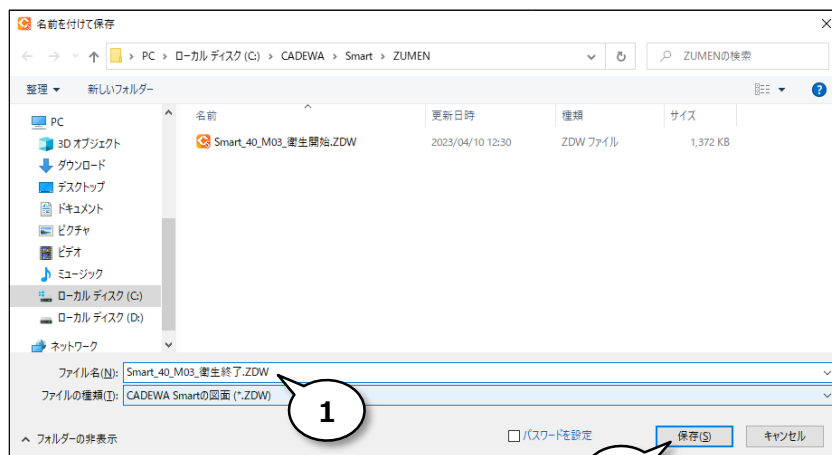 名前を付けて保存
PC › ローカル ディスク (C:) › CADEWA › Smart › ZUMEN
ZUMENの検索
整理 新しいフォルダー
名前 更新日時 種類 サイズ
Smart_40_M03_衛生開始.ZDW 2023/04/10 12:30 ZDW ファイル 1,372 KB
PC
3D オブジェクト
ダウンロード
デスクトップ
ドキュメント
ピクチャ
ビデオ
ミュージック
ローカル ディスク (C:)
ローカル ディスク (D:)
ネットワーク
ファイル名(N): Smart_40_M03_衛生終了.ZDW
ファイルの種類(T): CADEWA Smartの図面 (*.ZDW)
1
フォルダーの非表示 パスワードを設定 保存(S) キャンセル